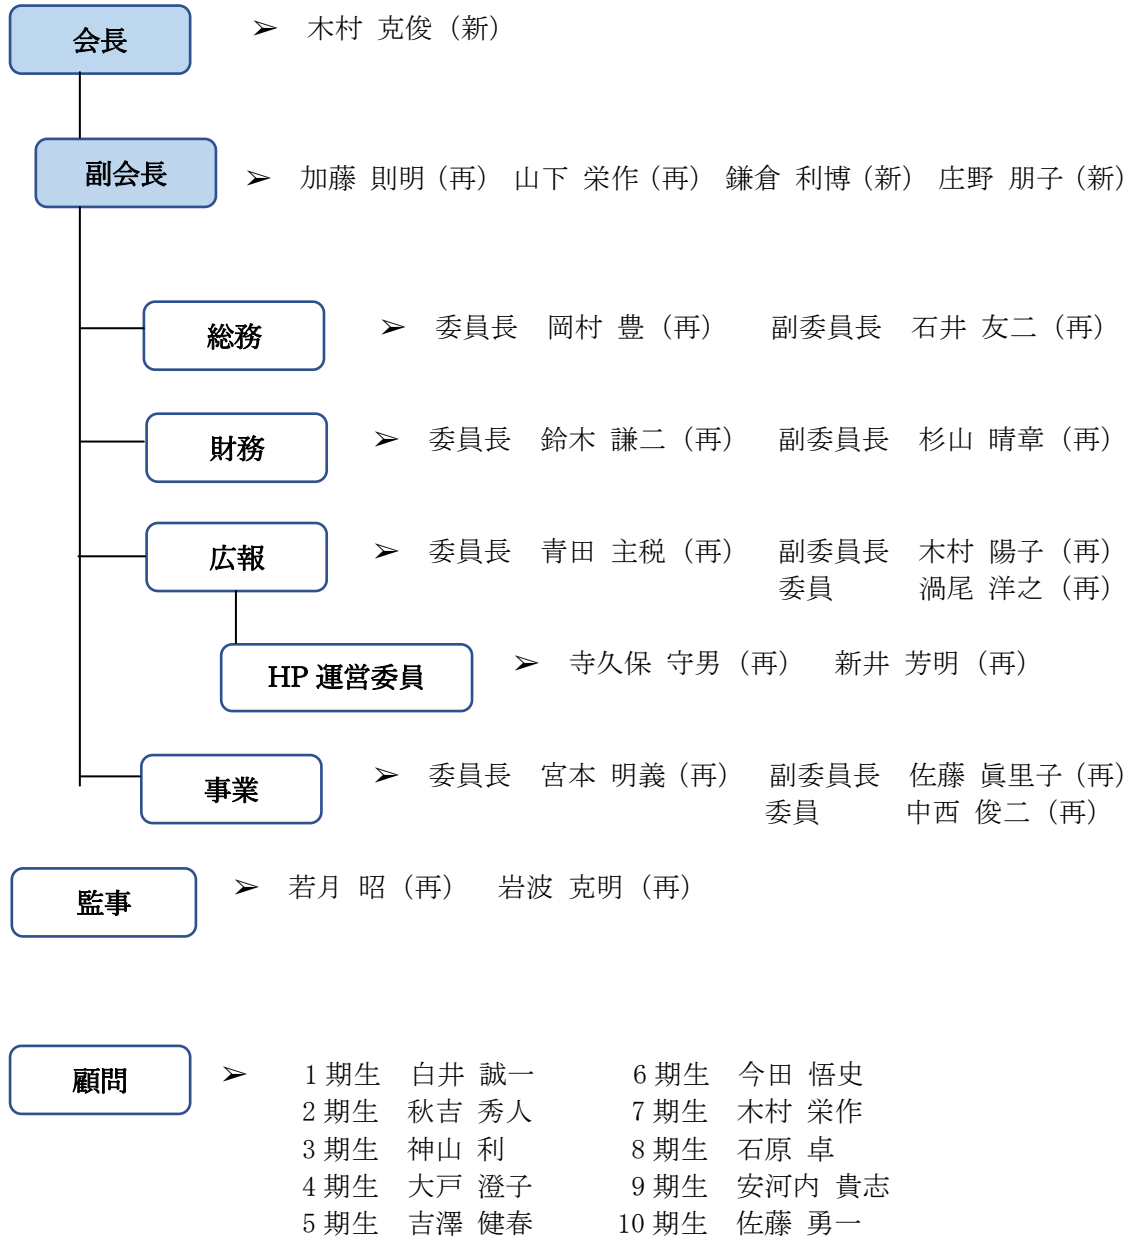 会長 ➢ 木村 克俊（新）
副会長 ➢ 加藤 則明（再） 山下 栄作（再） 鎌倉 利博（新） 庄野 朋子（新）
総務 ➢ 委員長 岡村 豊（再） 副委員長 石井 友二（再）
財務 ➢ 委員長 鈴木 謙二（再） 副委員長 杉山 晴章（再）
広報 ➢ 委員長 青田 主税（再） 副委員長 木村 陽子（再）
委員 渦尾 洋之（再）
HP 運営委員 ➢ 寺久保 守男（再） 新井 芳明（再）
事業 ➢ 委員長 宮本 明義（再） 副委員長 佐藤 眞里子（再）
委員 中西 俊二（再）
監事 ➢ 若月 昭（再） 岩波 克明（再）
顧問 ➢ 1 期生 白井 誠一 6 期生 今田 悟史
2 期生 秋吉 秀人 7 期生 木村 栄作
3 期生 神山 利 8 期生 石原 卓
4 期生 大戸 澄子 9 期生 安河内 貴志
5 期生 吉澤 健春 10 期生 佐藤 勇一